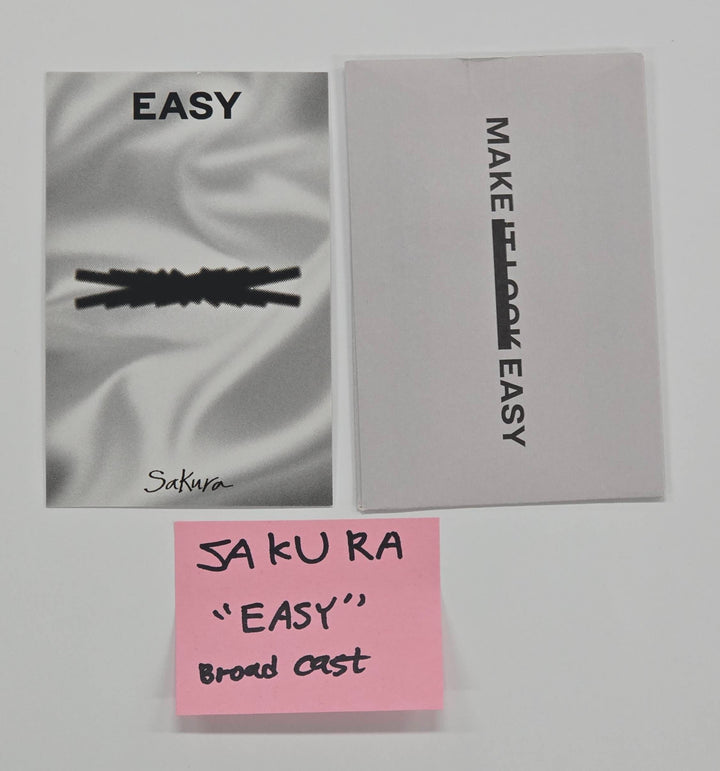 EASY
Sakura
MAKE IT LOOK EASY
SAKURA
"EASY"
Broad cast